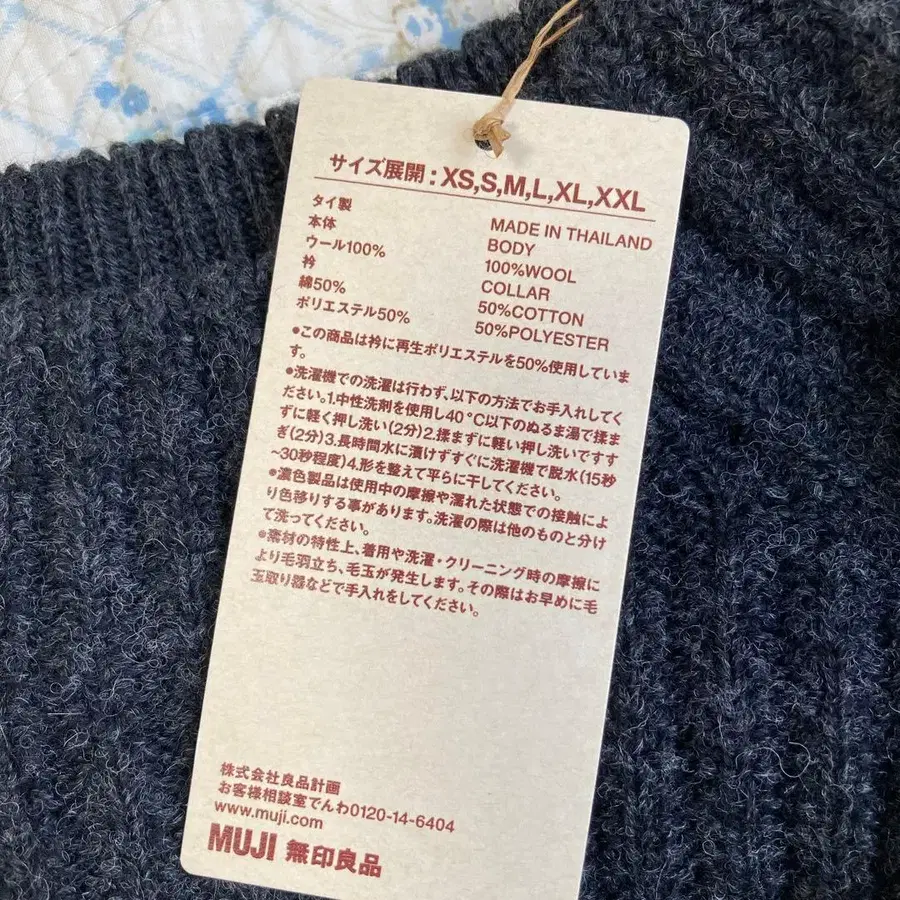 サイズ展開：XS,S,M,L,XL,XXL
タイ製
本体
ウール100%
衿
綿50%
ポリエステル50%
MADE IN THAILAND
BODY
100%WOOL
COLLAR
50%COTTON
50%POLYESTER
●この商品は衿に再生ポリエステルを50%使用していま
す。
●洗濯機での洗濯は行わず、以下の方法でお手入れしてく
ださい。1.中性洗剤を使用し40℃以下のぬるま湯で揉ま
ずに軽く押し洗い(2分)2.揉まずに軽い押し洗いですす
ぎ(2分)3.長時間水に漬けずすぐに洗濯機で脱水(15秒
~30秒程度)4.形を整えて平らに干してください。
●濃色製品は使用中の摩擦や濡れた状態での接触によ
り色移りする事があります。洗濯の際は他のものと分け
て洗ってください。
●素材の特性上、着用や洗濯・クリーニング時の摩擦に
より毛羽立ち、毛玉が発生します。その際はお早めに毛
玉取り器などで手入れをしてください。
株式会社良品計画
お客様相談室でんわ0120-14-6404
www.muji.com
MUJI 無印良品